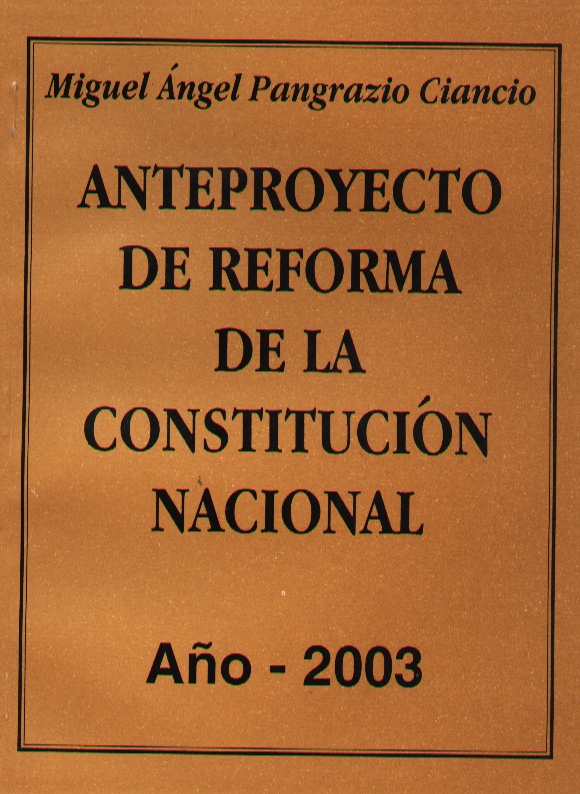 Miguel Ángel Pangrazio Ciancio
ANTEPROYECTO
DE REFORMA
DE LA
CONSTITUCIÓN
NACIONAL
Año - 2003